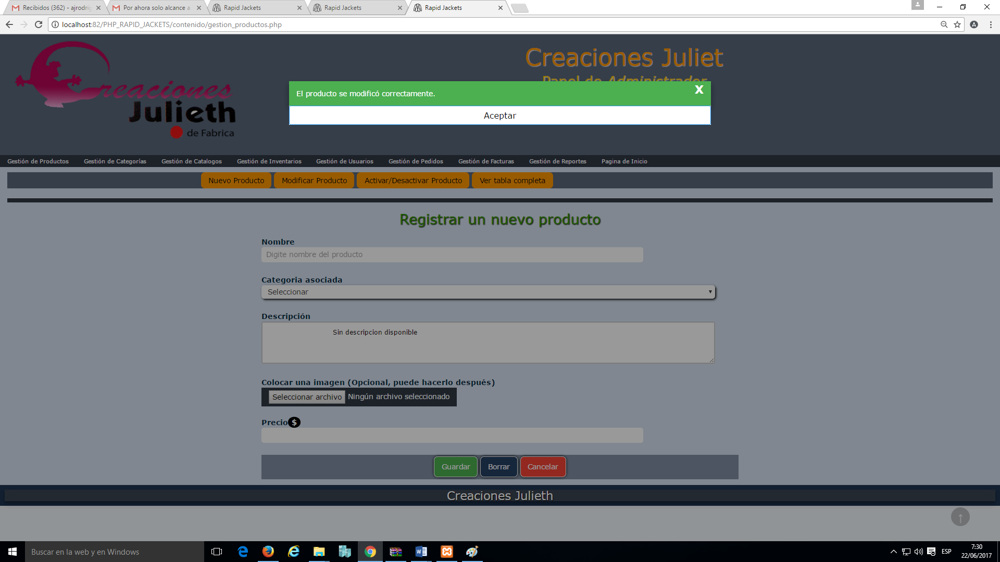 Recibidos (362) - ajrodrig
Por ahora solo alcance a
Rapid Jackets
Rapid Jackets
Rapid Jackets
localhost:82/PHP_RAPID_JACKETS/contenido/gestion_productos.php
Creaciones
Julieth
de Fabrica
Creaciones Juliet
Panel de Administrador
El producto se modificó correctamente.
X
Aceptar
Gestión de Productos
Gestión de Categorías
Gestión de Catalogos
Gestión de Inventarios
Gestión de Usuarios
Gestión de Pedidos
Gestión de Facturas
Gestión de Reportes
Pagina de Inicio
Nuevo Producto
Modificar Producto
Activar/Desactivar Producto
Ver tabla completa
Registrar un nuevo producto
Nombre
Digite nombre del producto
Categoria asociada
Seleccionar
Descripción
Sin descripcion disponible
Colocar una imagen (Opcional, puede hacerlo después)
Seleccionar archivo Ningún archivo seleccionado
Precio $
Guardar
Borrar
Cancelar
Creaciones Julieth
Buscar en la web y en Windows
ESP
7:30
22/06/2017